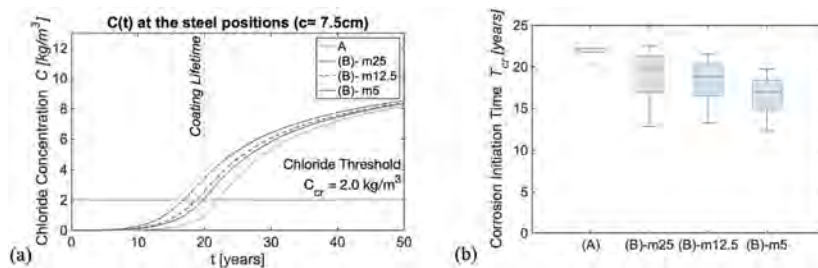 C(t) at the steel positions (c= 7.5cm)
Chloride Concentration C [kg/m³]
12
10
8
6
4
2
0
Coating Lifetime
A
(B)- m25
(B)- m12.5
(B)- m5
Chloride Threshold
C_cr = 2.0 kg/m³
0 10 20 30 40 50
t [years]
(a)
Corrosion Initiation Time T_cr [years]
25
20
15
10
5
0
(A) (B)-m25 (B)-m12.5 (B)-m5
(b)